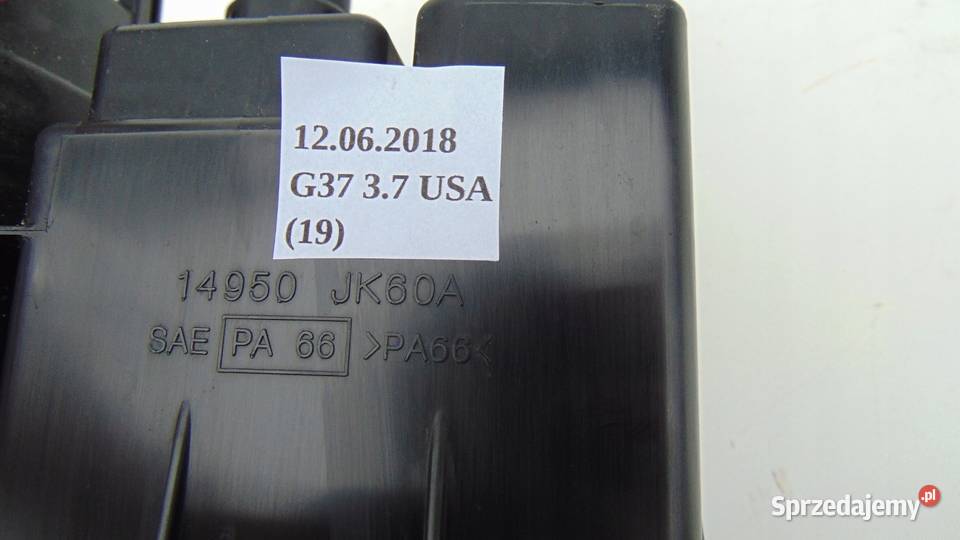 12.06.2018
G37 3.7 USA
(19)
14950 JK60A
SAE PA 66 >PA66<
Sprzedajemy.pl